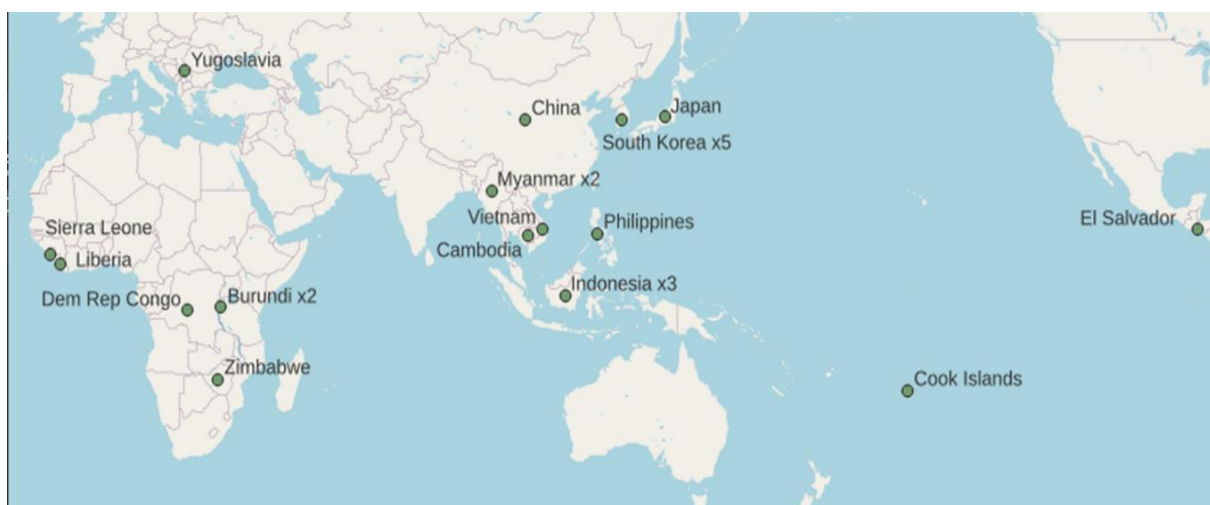 Yugoslavia
China
Japan
South Korea x5
Myanmar x2
Vietnam
Philippines
El Salvador
Sierra Leone
Cambodia
Liberia
Indonesia x3
Dem Rep Congo
Burundi x2
Zimbabwe
Cook Islands